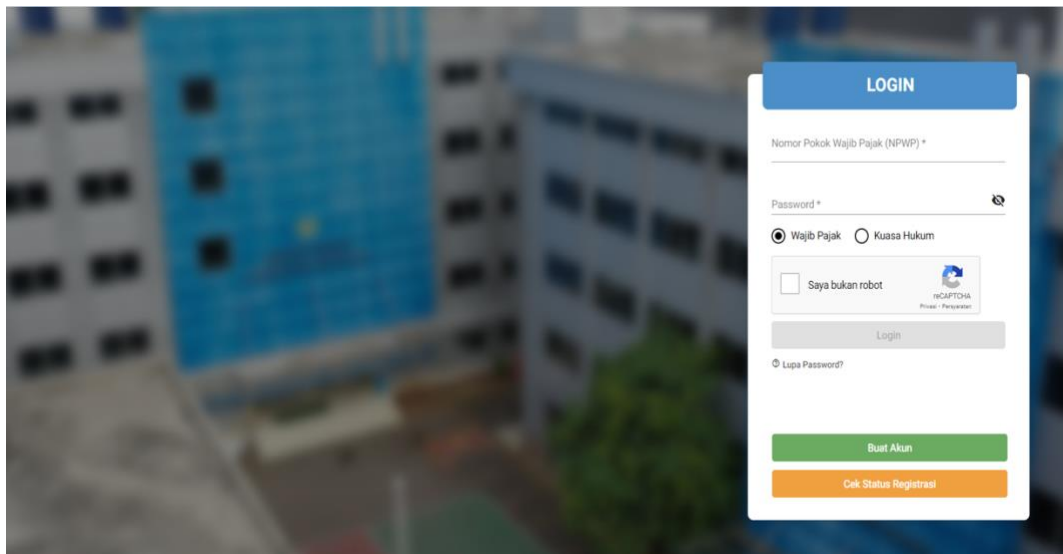 LOGIN
Nomor Pokok Wajib Pajak (NPWP) *
Password *
Wajib Pajak Kuasa Hukum
Saya bukan robot
reCAPTCHA
Privasi - Persyaratan
Login
Lupa Password?
Buat Akun
Cek Status Registrasi